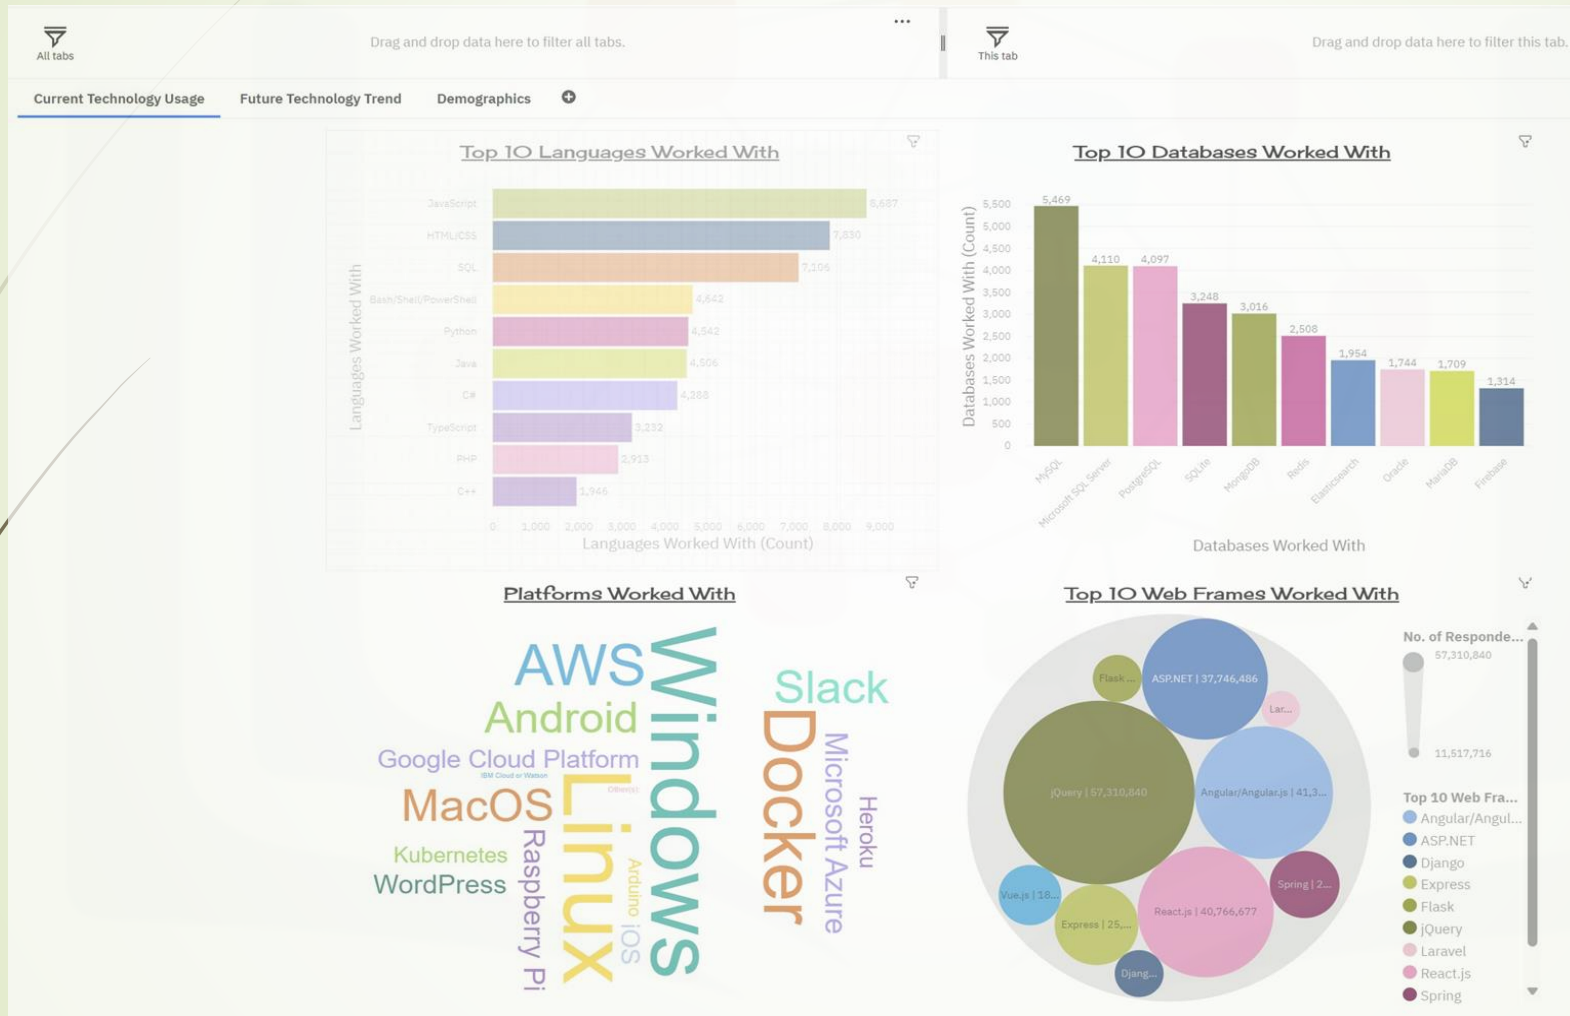 All tabs
Drag and drop data here to filter all tabs.
...
This tab
Drag and drop data here to filter this tab.
Current Technology Usage
Future Technology Trend
Demographics
Top 10 Languages Worked With
Languages Worked With
JavaScript
8,687
HTML/CSS
7,830
SQL
7,106
Bash/Shell/PowerShell
4,642
Python
4,542
Java
4,506
C#
4,288
TypeScript
3,232
PHP
2,913
C++
1,946
0 1,000 2,000 3,000 4,000 5,000 6,000 7,000 8,000 9,000
Languages Worked With (Count)
Top 10 Databases Worked With
Databases Worked With (Count)
5,500
5,000
4,500
4,000
3,500
3,000
2,500
2,000
1,500
1,000
500
0
5,469
4,110
4,097
3,248
3,016
2,508
1,954
1,744
1,709
1,314
MySQL
Microsoft SQL Server
PostgreSQL
SQLite
MongoDB
Redis
Elasticsearch
Oracle
MariaDB
Firebase
Databases Worked With
Platforms Worked With
AWS
Windows
Android
Google Cloud Platform
IBM Cloud or Watson
Other(s)
MacOS
Linux
Kubernetes
WordPress
Raspberry Pi
Arduino
iOS
Slack
Docker
Microsoft Azure
Heroku
Top 10 Web Frames Worked With
Flask ...
ASP.NET | 37,746,486
Lar...
jQuery | 57,310,840
Angular/Angular.js | 41,3...
Vue.js | 18...
Express | 25,...
React.js | 40,766,677
Spring | 2...
Djang...
No. of Responde...
57,310,840
11,517,716
Top 10 Web Fra...
Angular/Angul...
ASP.NET
Django
Express
Flask
jQuery
Laravel
React.js
Spring